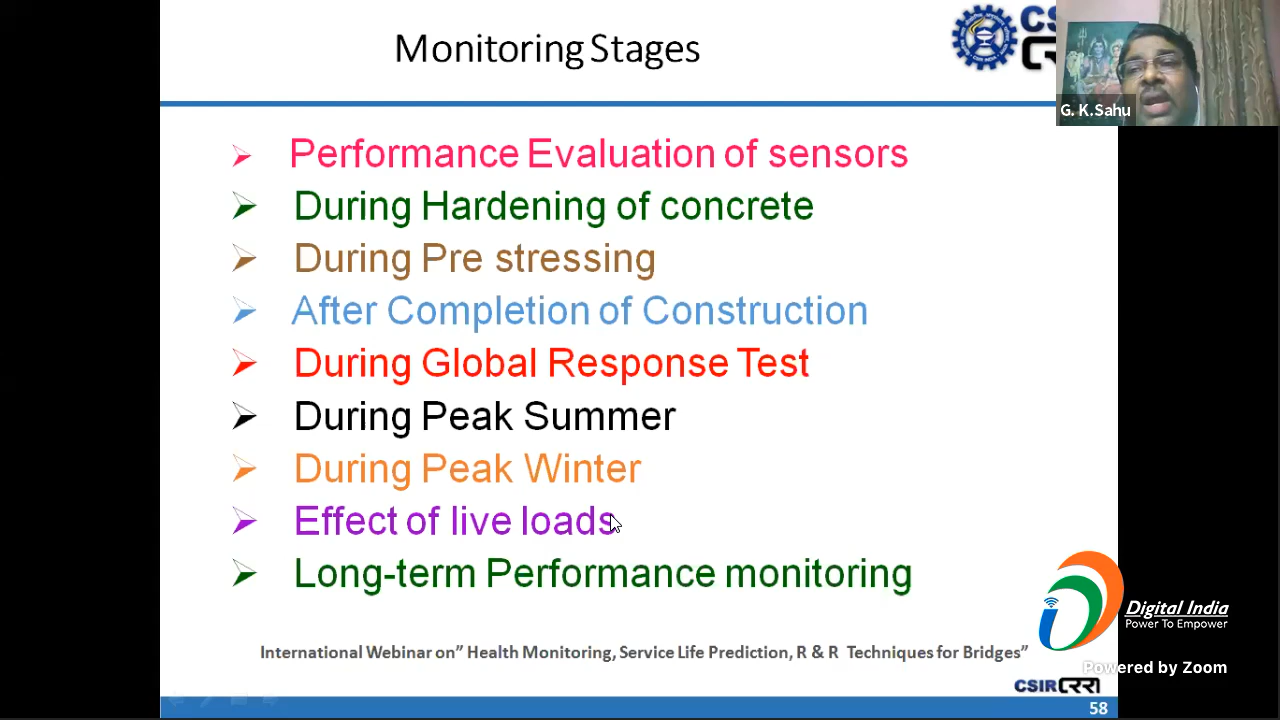 Monitoring Stages
CS
CRR
G. K.Sahu
Performance Evaluation of sensors
During Hardening of concrete
During Pre stressing
After Completion of Construction
During Global Response Test
During Peak Summer
During Peak Winter
Effect of live loads
Long-term Performance monitoring
Digital India
Power To Empower
International Webinar on” Health Monitoring, Service Life Prediction, R & R Techniques for Bridges”
Powered by Zoom
CSIR CRRI
58